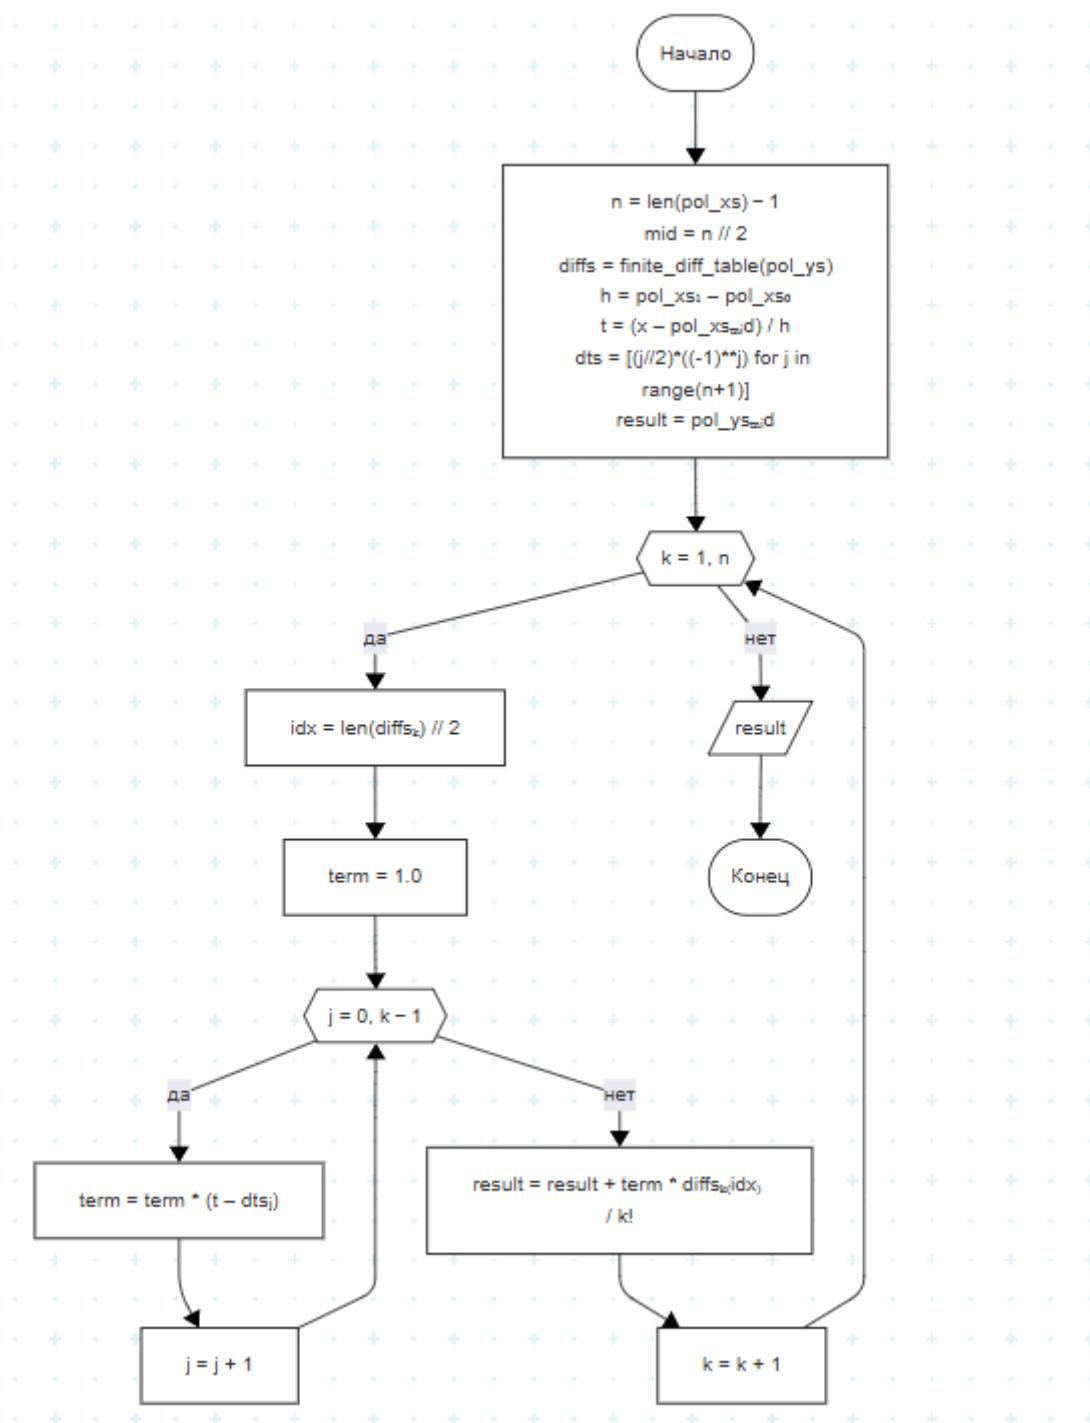 Начало
n = len(pol_xs) − 1
mid = n // 2
diffs = finite_diff_table(pol_ys)
h = pol_xs₁ − pol_xs₀
t = (x − pol_xsₘᵢd) / h
dts = [(j//2)*((-1)**j) for j in
range(n+1)]
result = pol_ysₘᵢd
k = 1, n
да
нет
idx = len(diffsₖ) // 2
result
term = 1.0
Конец
j = 0, k − 1
да
нет
term = term * (t − dtsⱼ)
result = result + term * diffsₖ₍idx₎
/ k!
j = j + 1
k = k + 1